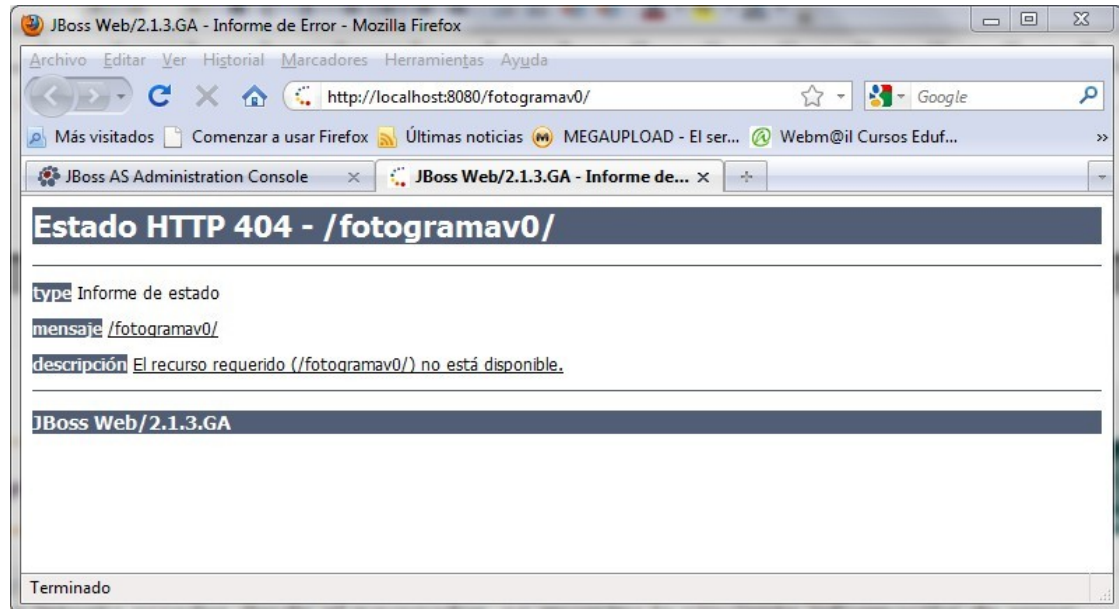 JBoss Web/2.1.3.GA - Informe de Error - Mozilla Firefox
Archivo Editar Ver Historial Marcadores Herramientas Ayuda
http://localhost:8080/fotogramav0/ Google
Más visitados Comenzar a usar Firefox Últimas noticias MEGAUPLOAD - El ser... Webm@il Cursos Eduf... »
JBoss AS Administration Console JBoss Web/2.1.3.GA - Informe de...
Estado HTTP 404 - /fotogramav0/
type Informe de estado
mensaje /fotogramav0/
descripción El recurso requerido (/fotogramav0/) no está disponible.
JBoss Web/2.1.3.GA
Terminado